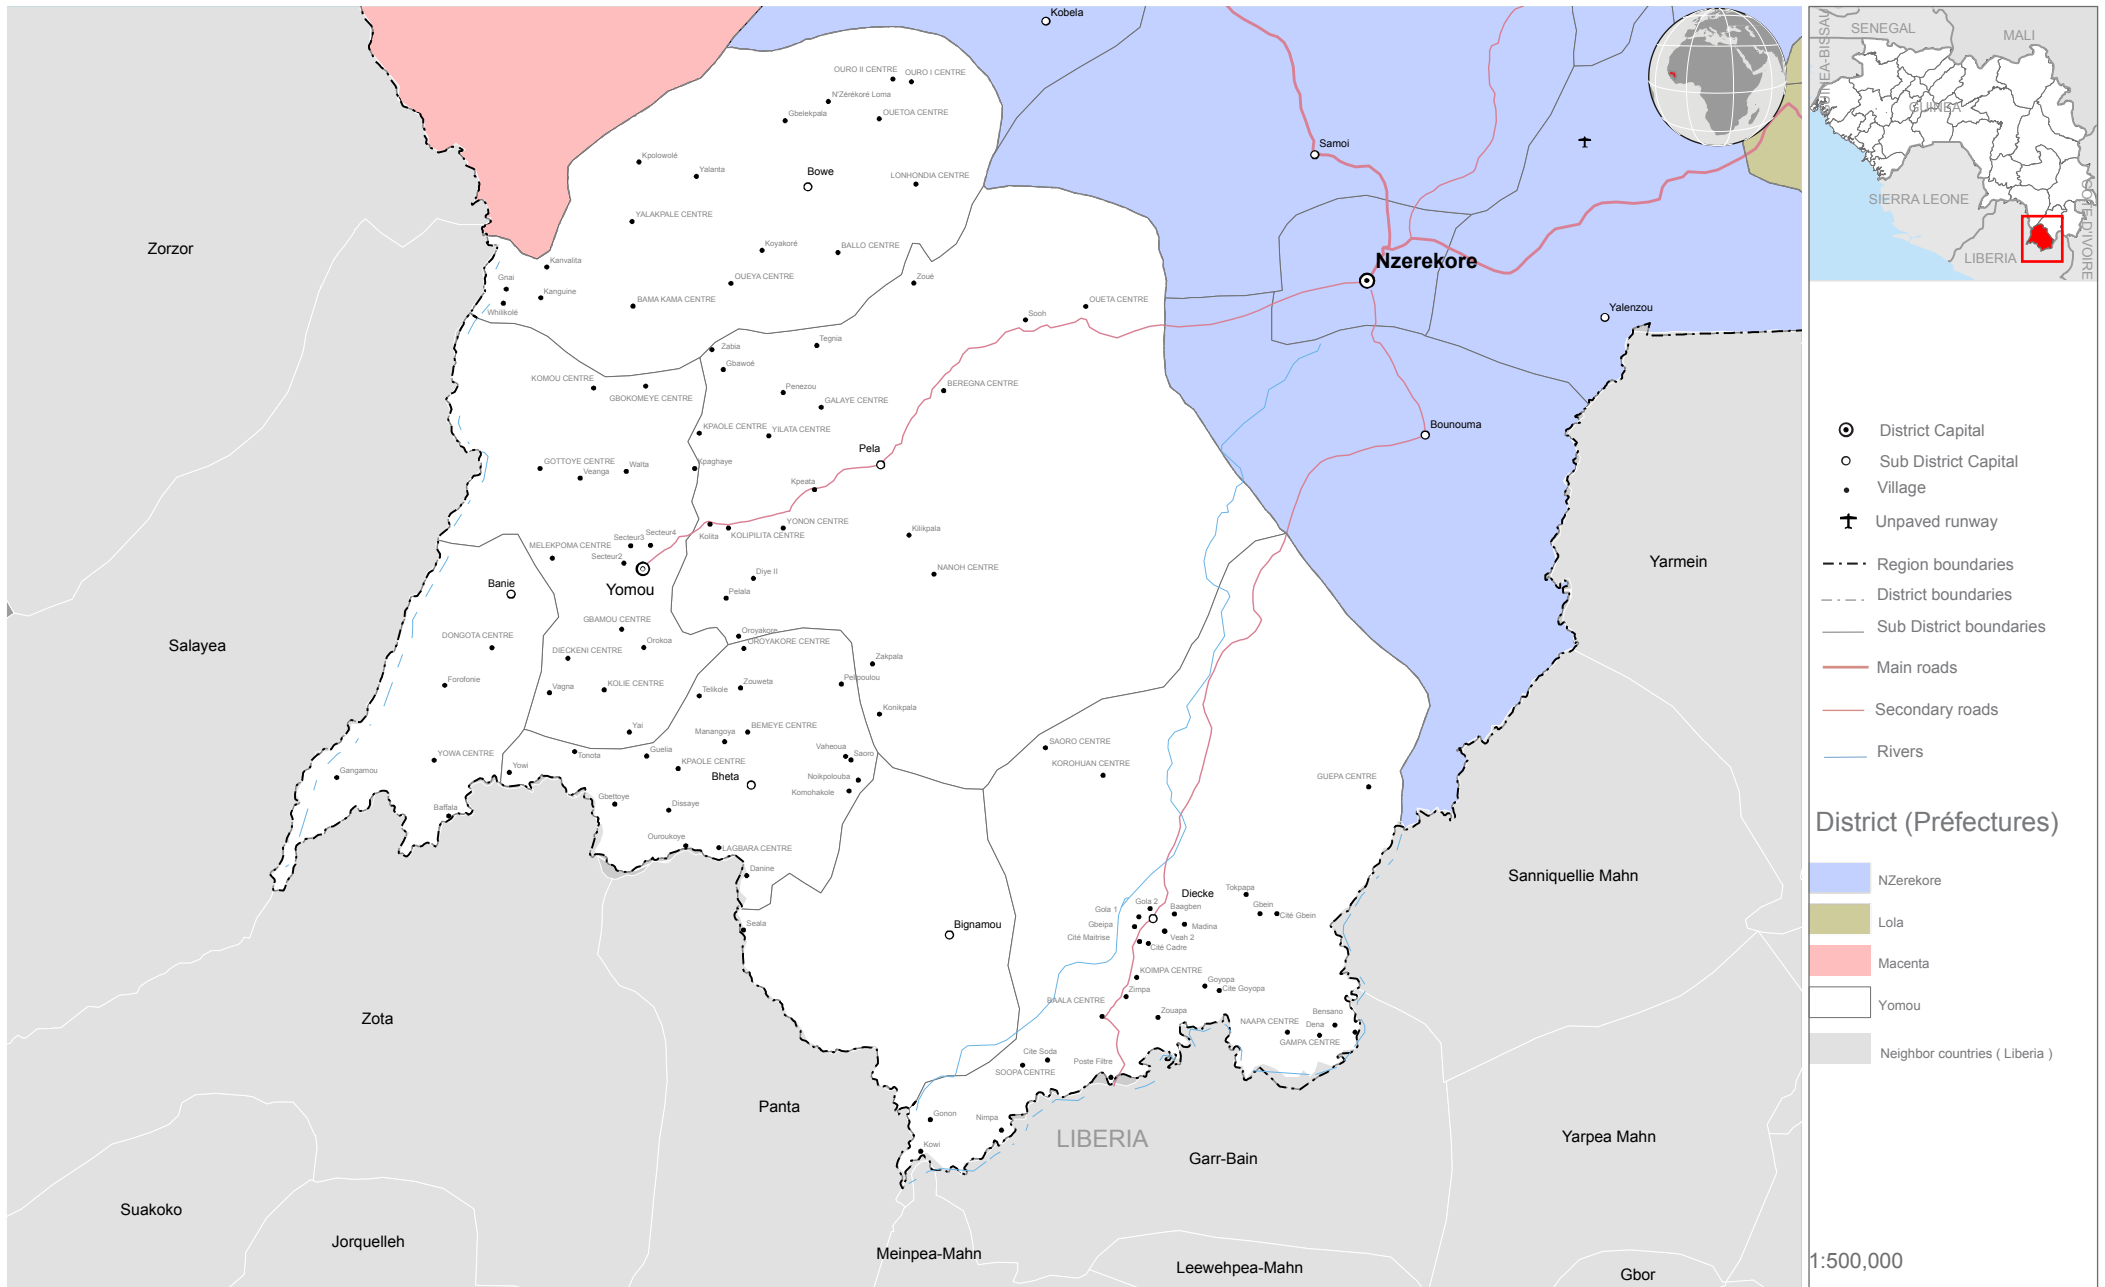 Kobela
OURO II CENTRE
OURO I CENTRE
N'Zérékoré Loma
Gbelekpala
OUETOA CENTRE
Samoi
Kpolowolé
Yalanta
Bowe
LONHONDIA CENTRE
YALAKPALE CENTRE
Zorzor
Koyakoré
BALLO CENTRE
Nzerekore
Kanvalita
Gnai
Kanguine
OUEYA CENTRE
Zoué
Whilikolé
BAMA KAMA CENTRE
Sooh
OUETA CENTRE
Yalenzou
Zabia
Tegnia
Gbawoé
KOMOU CENTRE
GBOKOMEYE CENTRE
Penezou
GALAYE CENTRE
BEREGNA CENTRE
KPAOLE CENTRE
YILATA CENTRE
Bounouma
Pela
GOTTOYE CENTRE
Veanga
Walta
Kpaghaye
Kpeata
Kolita
KOLIPILITA CENTRE
YONON CENTRE
Kilikpala
MELEKPOMA CENTRE
Secteur3
Secteur4
Secteur2
Yomou
Banie
Diye II
NANOH CENTRE
Yarmein
Pelala
GBAMOU CENTRE
DONGOTA CENTRE
Orokoa
Oroyakore
OROYAKORE CENTRE
Salayea
DIECKENI CENTRE
Zakpala
Forofonie
Vagna
KOLIE CENTRE
Telikole
Zouweta
Pelipoulou
Konikpala
Yai
Manangoya
BEMEYE CENTRE
YOWA CENTRE
Tonota
Guelia
KPAOLE CENTRE
Vaheoua
Saoro
SAORO CENTRE
KOROHUAN CENTRE
Gangamou
Yowi
Bheta
Noikpolouba
Komohakole
GUEPA CENTRE
Baffala
Gbettoye
Dissaye
Ouroukoye
LAGBARA CENTRE
Danine
Sanniquellie Mahn
Seala
Bignamou
Diecke
Tokpapa
Gola 1
Gola 2
Baagben
Gbein
Cité Gbein
Gbeipa
Madina
Cité Maitrise
Veah 2
Cité Cadre
KOIMPA CENTRE
Goyopa
Cite Goyopa
Zimpa
BAALA CENTRE
Zouapa
Bensano
NAAPA CENTRE
Dena
GAMPA CENTRE
Zota
Cite Soda
SOOPA CENTRE
Poste Filtre
Panta
Gonon
Nimpa
Kowi
LIBERIA
Garr-Bain
Yarpea Mahn
Suakoko
Jorquelleh
Meinpea-Mahn
Leewehpea-Mahn
Gbor
SENEGAL
MALI
GUINEA-BISSAU
GUINEA
SIERRA LEONE
LIBERIA
COTE D'IVOIRE
District Capital
Sub District Capital
Village
Unpaved runway
Region boundaries
District boundaries
Sub District boundaries
Main roads
Secondary roads
Rivers
District (Préfectures)
NZerekore
Lola
Macenta
Yomou
Neighbor countries ( Liberia )
1:500,000